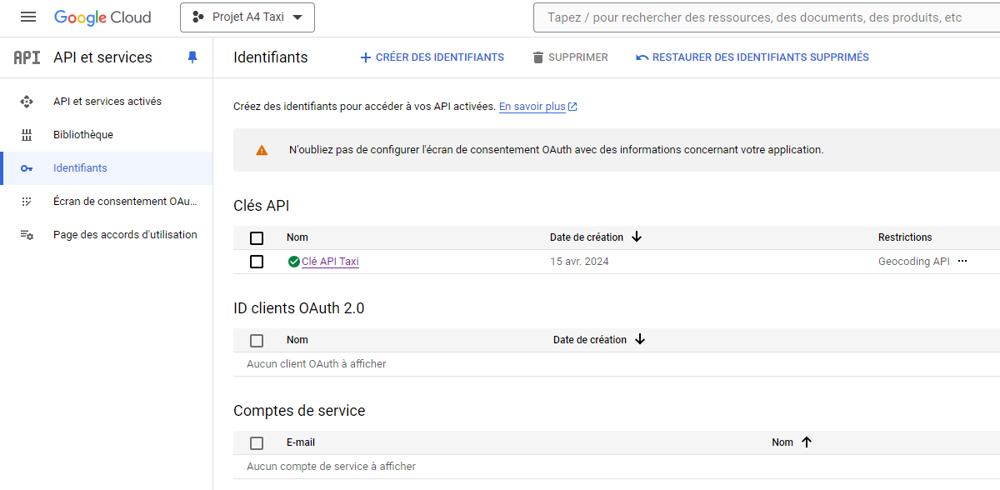 Google Cloud
Projet A4 Taxi
Tapez / pour rechercher des ressources, des documents, des produits, etc
API API et services
Identifiants
CRÉER DES IDENTIFIANTS
SUPPRIMER
RESTAURER DES IDENTIFIANTS SUPPRIMÉS
API et services activés
Bibliothèque
Identifiants
Écran de consentement OAu...
Page des accords d'utilisation
Créez des identifiants pour accéder à vos API activées. En savoir plus
N'oubliez pas de configurer l'écran de consentement OAuth avec des informations concernant votre application.
Clés API
Nom Date de création Restrictions
Clé API Taxi 15 avr. 2024 Geocoding API
ID clients OAuth 2.0
Nom Date de création
Aucun client OAuth à afficher
Comptes de service
E-mail Nom
Aucun compte de service à afficher